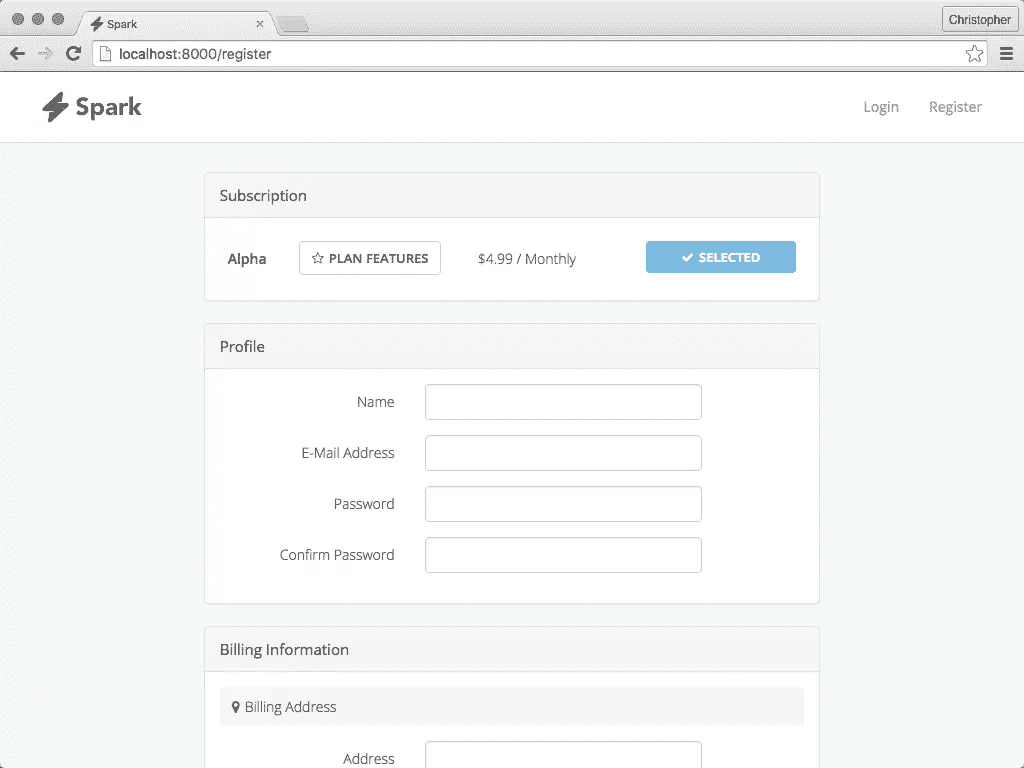 Spark
Christopher
localhost:8000/register
Spark Login Register
Subscription
Alpha PLAN FEATURES $4.99 / Monthly SELECTED
Profile
Name
E-Mail Address
Password
Confirm Password
Billing Information
Billing Address
Address